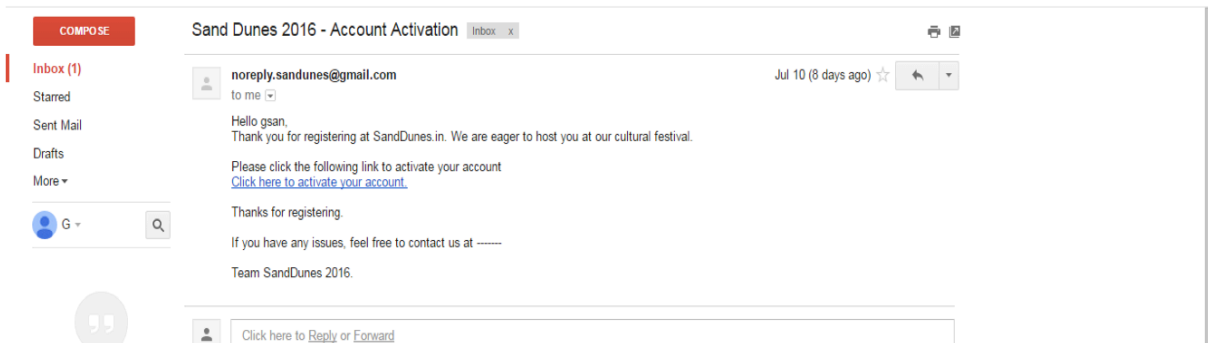 COMPOSE
Sand Dunes 2016 - Account Activation Inbox x
Inbox (1)
Starred
Sent Mail
Drafts
More
G
noreply.sandunes@gmail.com Jul 10 (8 days ago)
to me
Hello gsan,
Thank you for registering at SandDunes.in. We are eager to host you at our cultural festival.
Please click the following link to activate your account
Click here to activate your account.
Thanks for registering.
If you have any issues, feel free to contact us at -------
Team SandDunes 2016.
Click here to Reply or Forward